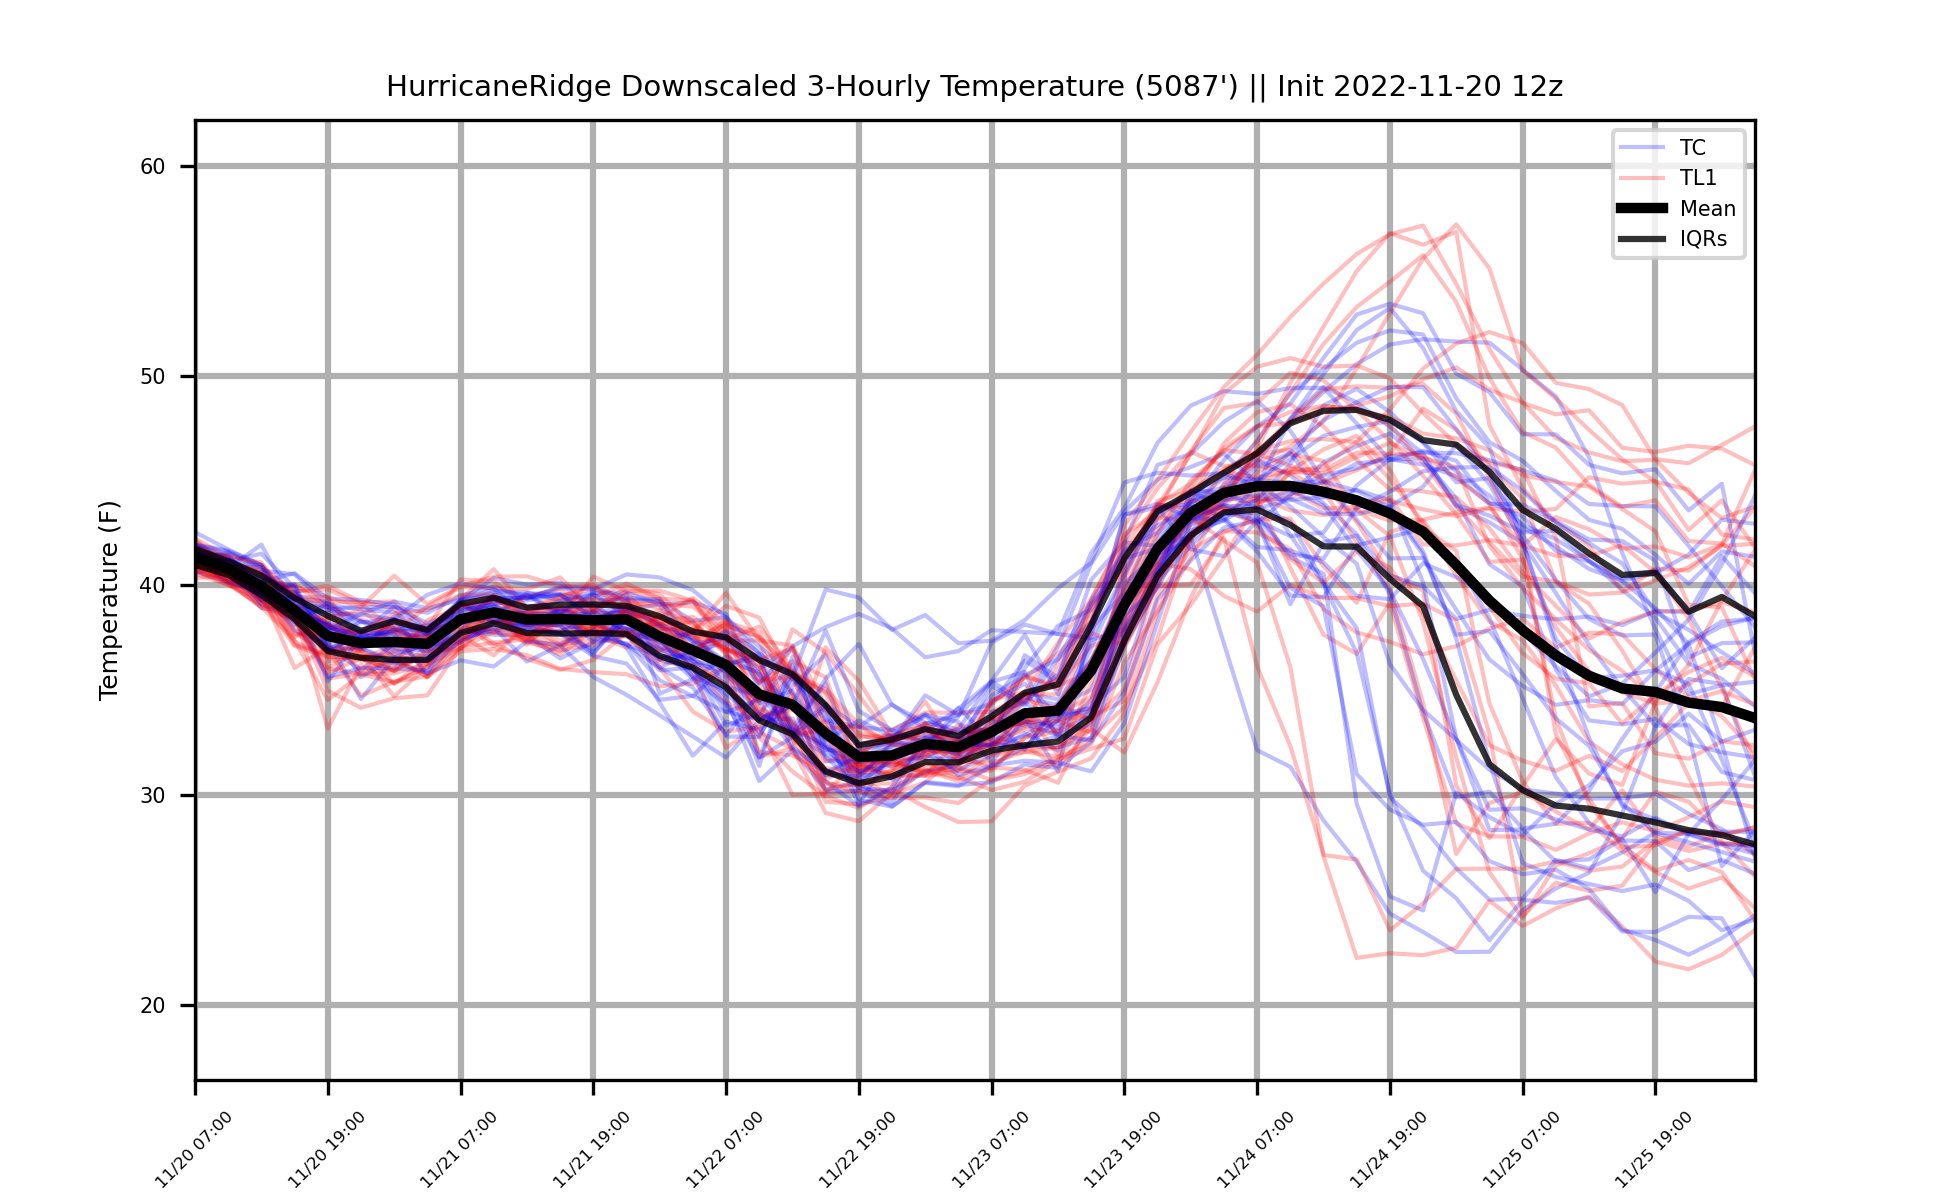 HurricaneRidge Downscaled 3-Hourly Temperature (5087') || Init 2022-11-20 12z
TC
TL1
Mean
IQRs
Temperature (F)
60
50
40
30
20
11/20 07:00
11/20 19:00
11/21 07:00
11/21 19:00
11/22 07:00
11/22 19:00
11/23 07:00
11/23 19:00
11/24 07:00
11/24 19:00
11/25 07:00
11/25 19:00